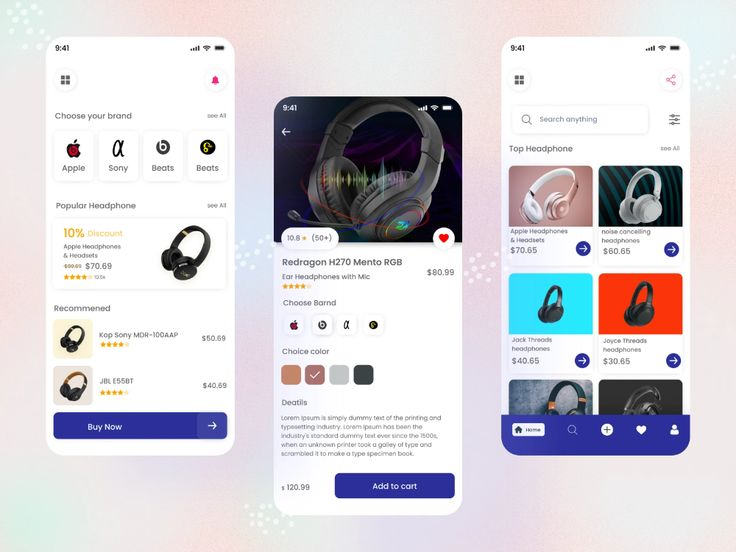 9:41
Choose your brand
see All
Apple
Sony
Beats
Beats
Popular Headphone
see All
10% Discount
Apple Headphones
& Headsets
$70.69
Recommened
Kop Sony MDR-100AAP
$50.69
JBL E55BT
$40,69
Buy Now
9:41
10.8
(50+)
Redragon H270 Mento RGB
$80.99
Ear Headphones with Mic
Choose Barnd
Choice color
Deatils
Lorem Ipsum is simply dummy text of the printing and
typesetting industry. Lorem Ipsum has been the
industry's standard dummy text ever since the 1500s,
when an unknown printer took a galley of type and
scrambled it to make a type specimen book.
$ 120.99
Add to cart
9:41
Search anything
Top Headphone
see All
Apple Headphones
& Headsets
$70.65
noise cancelling
headphones
$60.65
Jack Threads
headphones
$40.65
Joyce Threads
headphones
$30.65
Home